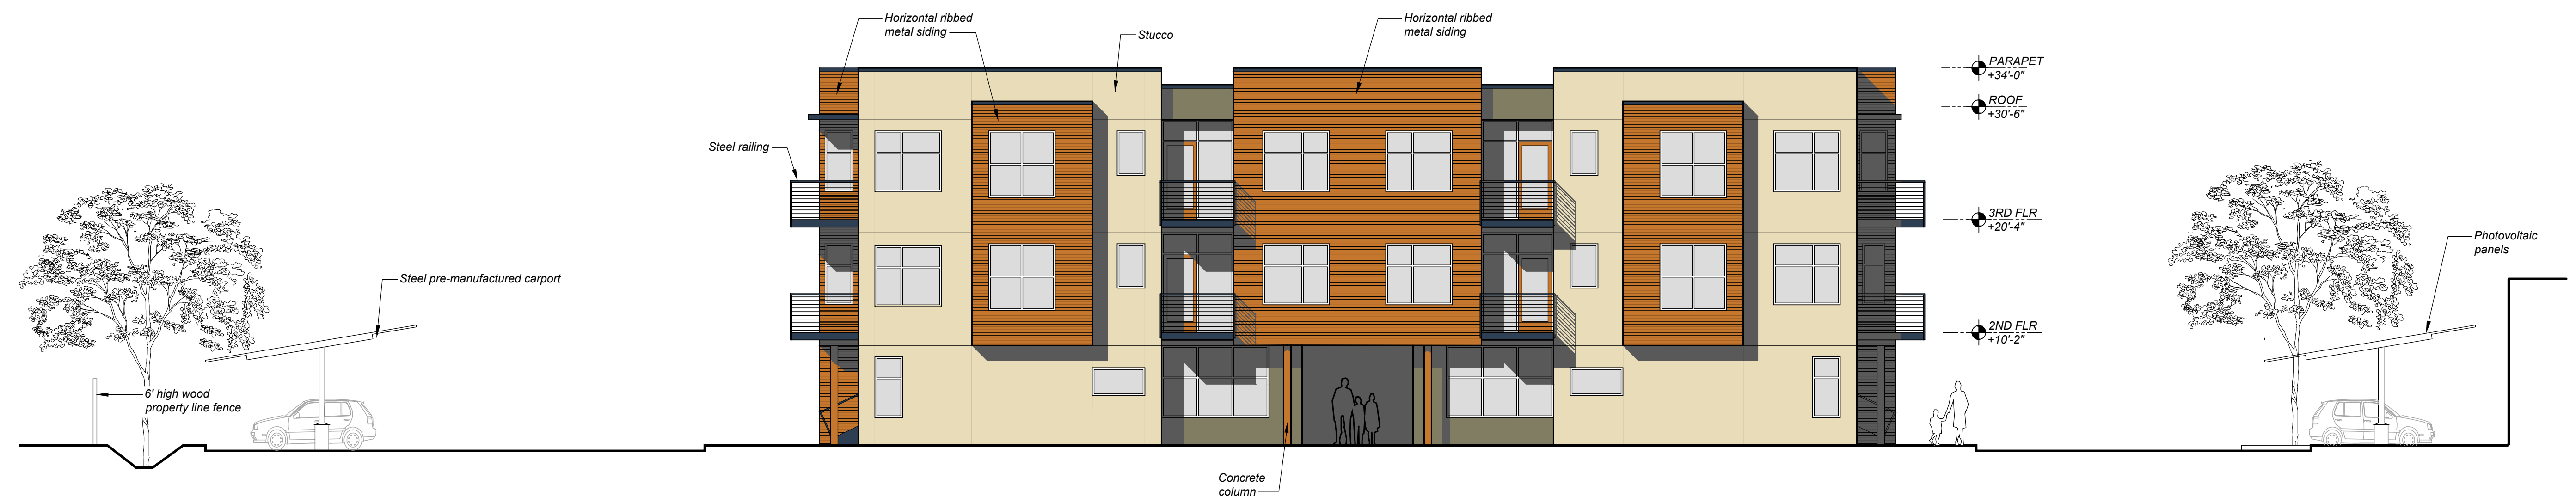 Horizontal ribbed
metal siding
Stucco
Horizontal ribbed
metal siding
PARAPET
+34'-0"
ROOF
+30'-6"
Steel railing
3RD FLR
+20'-4"
Photovoltaic
panels
Steel pre-manufactured carport
2ND FLR
+10'-2"
6' high wood
property line fence
Concrete
column